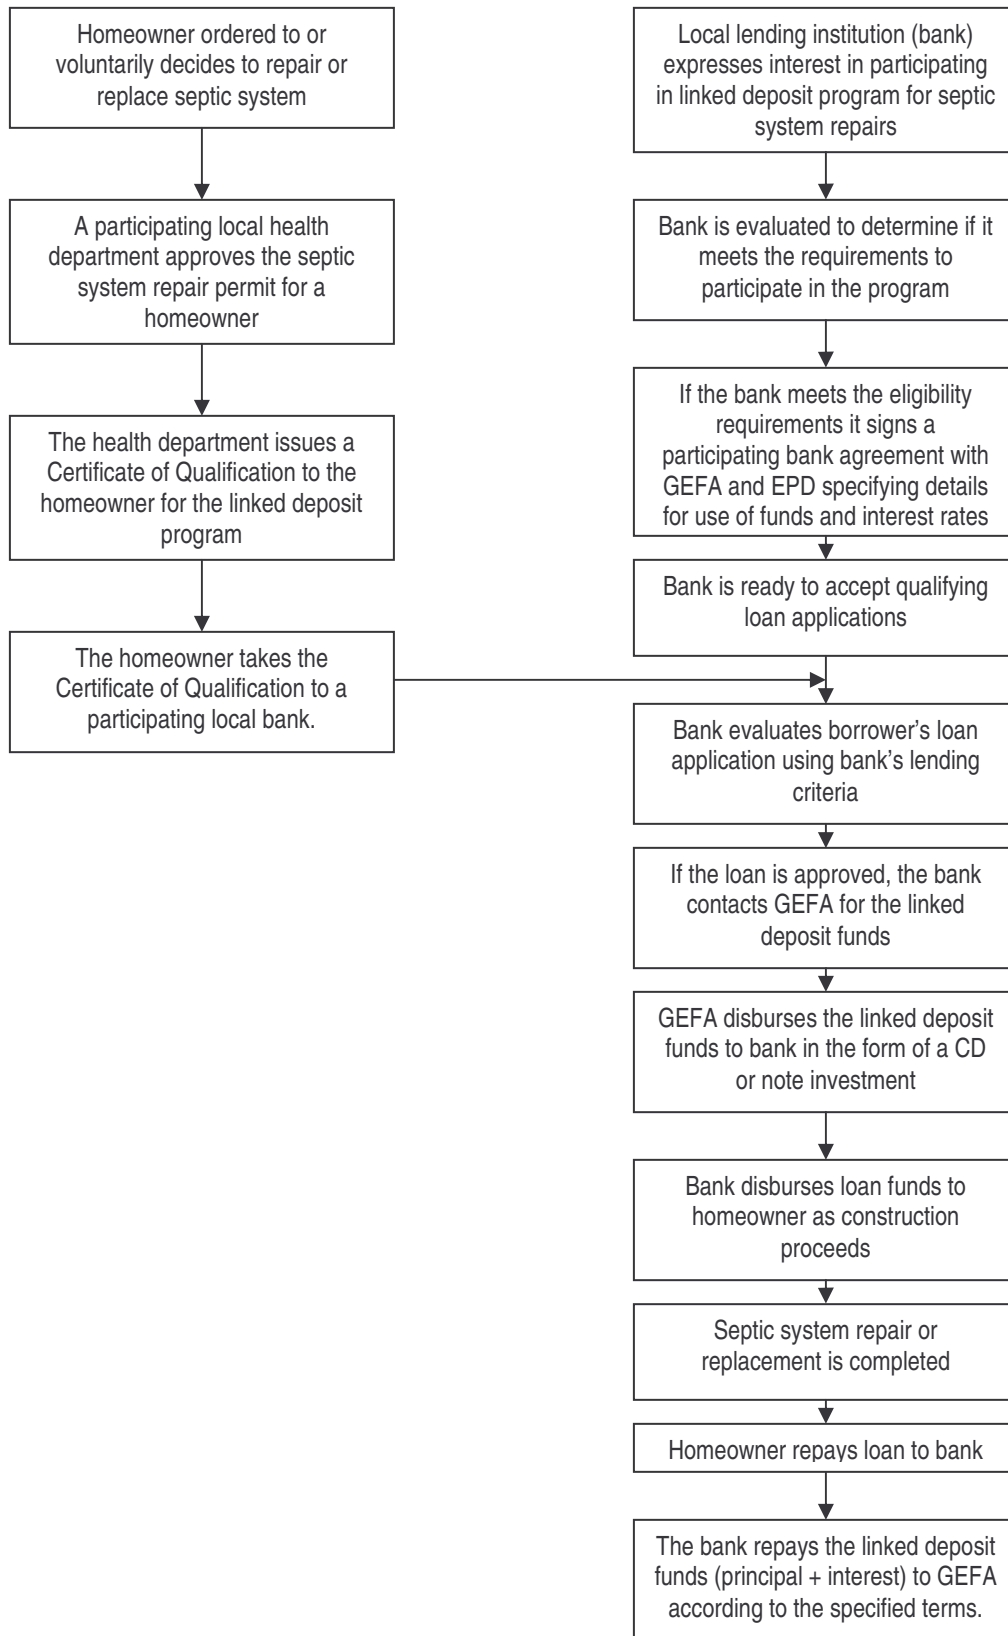 Homeowner ordered to or
voluntarily decides to repair or
replace septic system
A participating local health
department approves the septic
system repair permit for a
homeowner
The health department issues a
Certificate of Qualification to the
homeowner for the linked deposit
program
The homeowner takes the
Certificate of Qualification to a
participating local bank.
Local lending institution (bank)
expresses interest in participating
in linked deposit program for septic
system repairs
Bank is evaluated to determine if it
meets the requirements to
participate in the program
If the bank meets the eligibility
requirements it signs a
participating bank agreement with
GEFA and EPD specifying details
for use of funds and interest rates
Bank is ready to accept qualifying
loan applications
Bank evaluates borrower’s loan
application using bank’s lending
criteria
If the loan is approved, the bank
contacts GEFA for the linked
deposit funds
GEFA disburses the linked deposit
funds to bank in the form of a CD
or note investment
Bank disburses loan funds to
homeowner as construction
proceeds
Septic system repair or
replacement is completed
Homeowner repays loan to bank
The bank repays the linked deposit
funds (principal + interest) to GEFA
according to the specified terms.